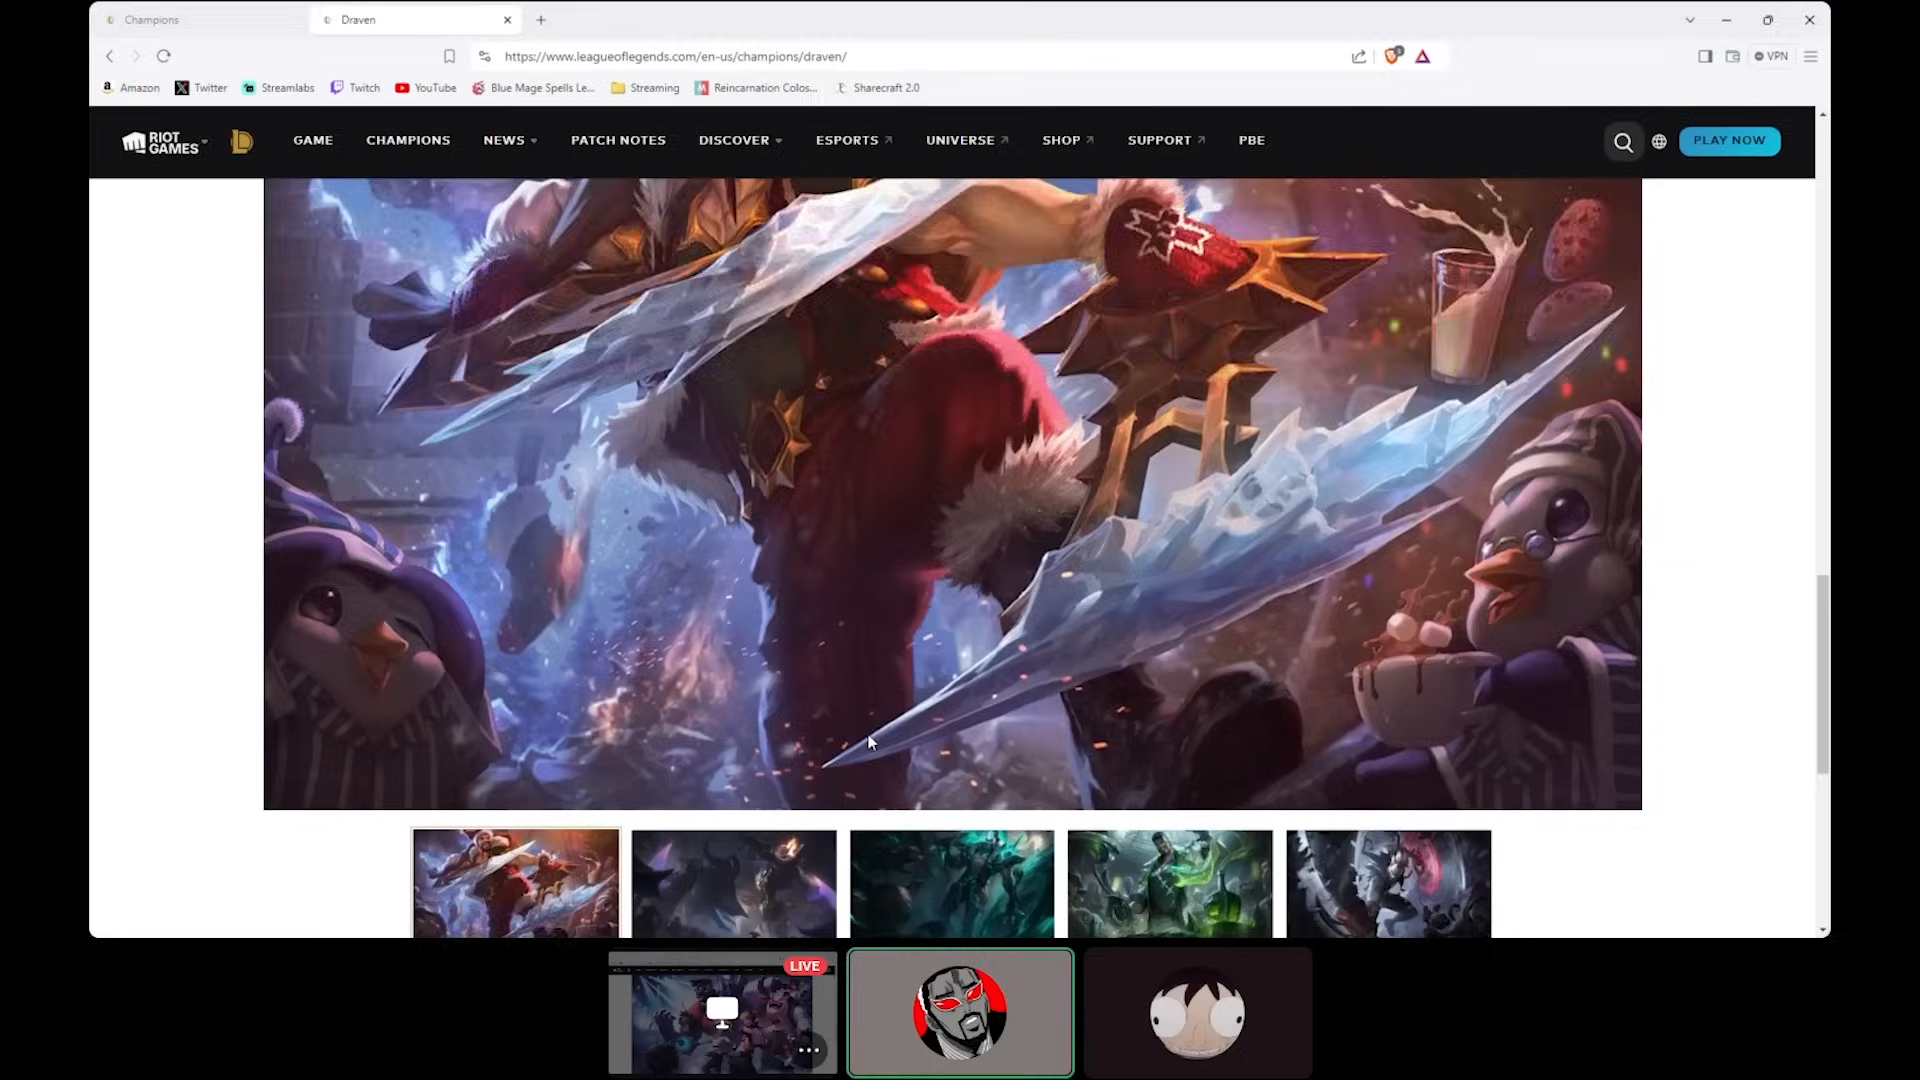 Champions
Draven
https://www.leagueoflegends.com/en-us/champions/draven/
VPN
Amazon
Twitter
Streamlabs
Twitch
YouTube
Blue Mage Spells Le...
Streaming
Reincarnation Colos...
Sharecraft 2.0
RIOT
GAMES
GAME
CHAMPIONS
NEWS
PATCH NOTES
DISCOVER
ESPORTS
UNIVERSE
SHOP
SUPPORT
PBE
PLAY NOW
LIVE